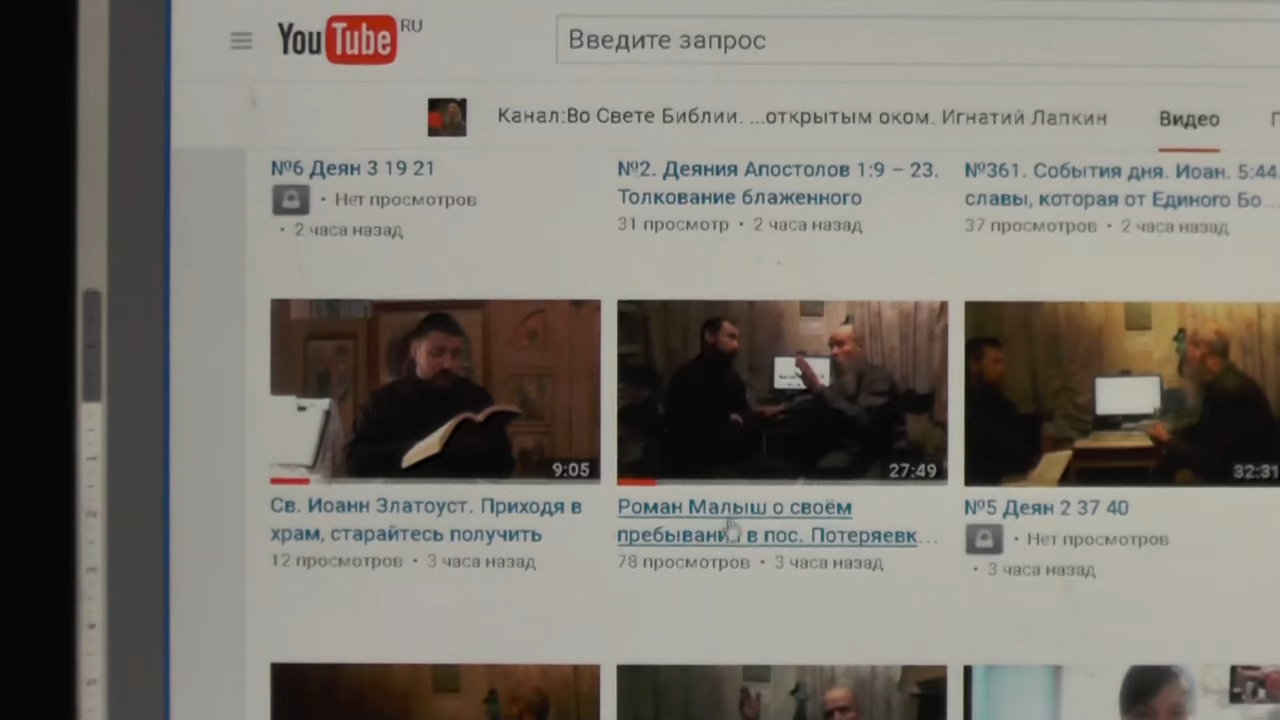 YouTube RU
Введите запрос
Канал:Во Свете Библии. ...открытым оком. Игнатий Лапкин
Видео
№6 Деян 3 19 21
• Нет просмотров
• 2 часа назад
№2. Деяния Апостолов 1:9 – 23.
Толкование блаженного
31 просмотр • 2 часа назад
№361. События дня. Иоан. 5:44
славы, которая от Единого Бо...
37 просмотров • 2 часа назад
9:05
27:49
32:31
Св. Иоанн Златоуст. Приходя в
храм, старайтесь получить
12 просмотров • 3 часа назад
Роман Малыш о своём
пребывании в пос. Потеряевк...
78 просмотров • 3 часа назад
№5 Деян 2 37 40
• Нет просмотров
• 3 часа назад